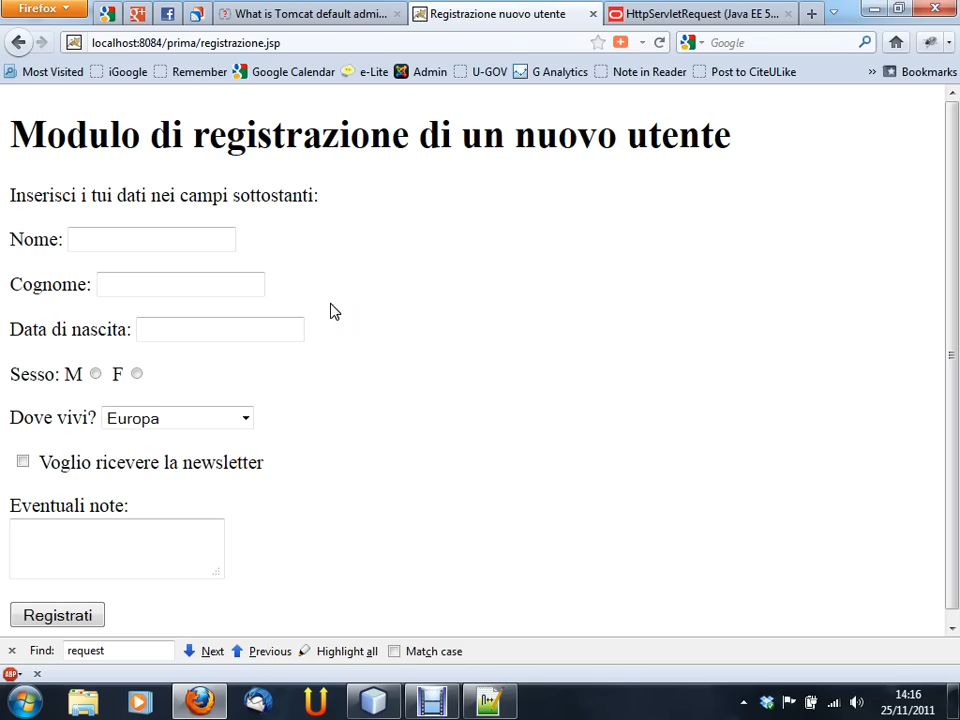 Firefox
What is Tomcat default admi...
Registrazione nuovo utente
HttpServletRequest (Java EE 5...
localhost:8084/prima/registrazione.jsp
Google
Most Visited
iGoogle
Remember
Google Calendar
e-Lite
Admin
U-GOV
G Analytics
Note in Reader
Post to CiteULike
»
Bookmarks
Modulo di registrazione di un nuovo utente
Inserisci i tui dati nei campi sottostanti:
Nome:
Cognome:
Data di nascita:
Sesso: M F
Dove vivi? Europa
Voglio ricevere la newsletter
Eventuali note:
Registrati
Find: request Next Previous Highlight all Match case
ABP
14:16
25/11/2011